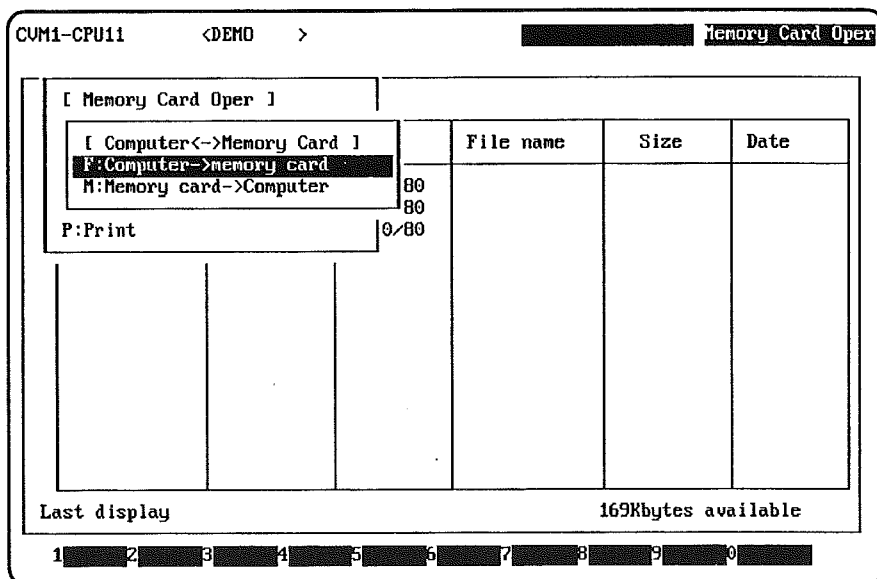 CVM1-CPU11 <DEMO > Memory Card Oper
[ Memory Card Oper ]
[ Computer<->Memory Card ] File name Size Date
F:Computer->memory card
M:Memory card->Computer 80
80
P:Print 0/80
Last display 169Kbytes available
1 2 3 4 5 6 7 8 9 0